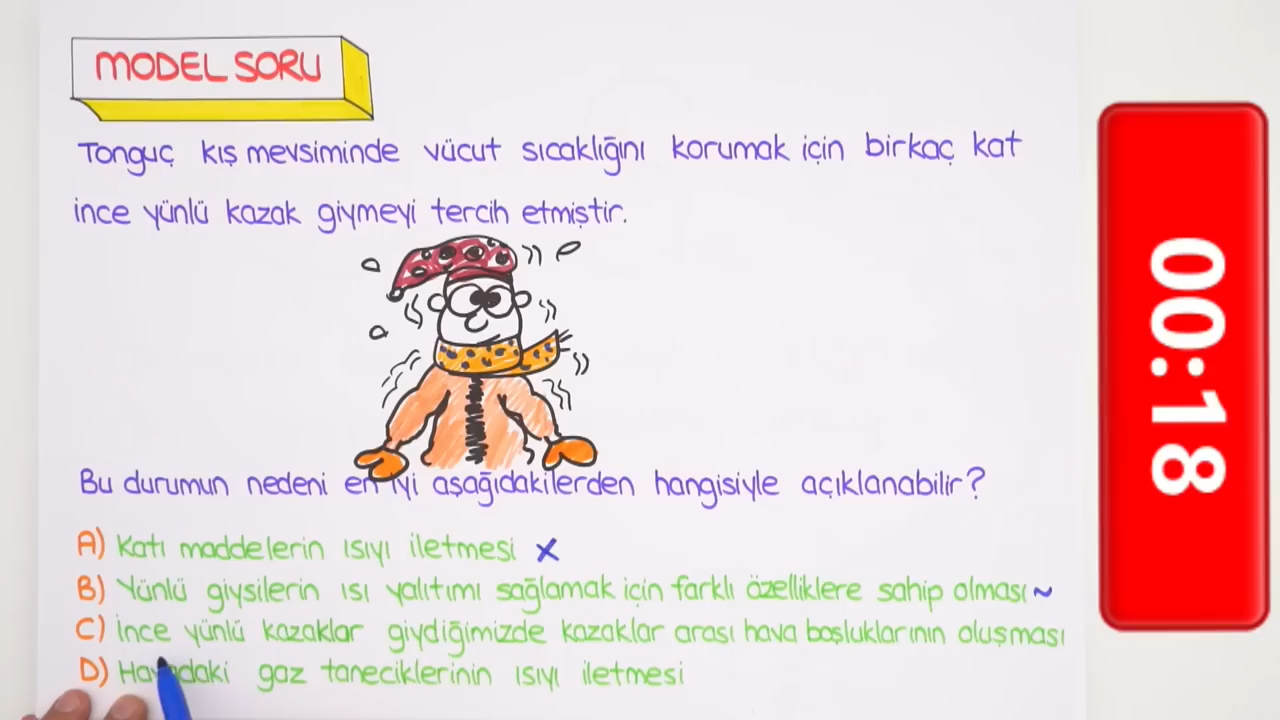 MODEL SORU
Tonguç kış mevsiminde vücut sıcaklığını korumak için birkaç kat
ince yünlü kazak giymeyi tercih etmiştir.
Bu durumun nedeni en iyi aşağıdakilerden hangisiyle açıklanabilir?
A) Katı maddelerin ısıyı iletmesi x
B) Yünlü giysilerin ısı yalıtımı sağlamak için farklı özelliklere sahip olması ~
C) İnce yünlü kazaklar giydiğimizde kazaklar arası hava boşluklarının oluşması
D) Havadaki gaz taneciklerinin ısıyı iletmesi
00:18